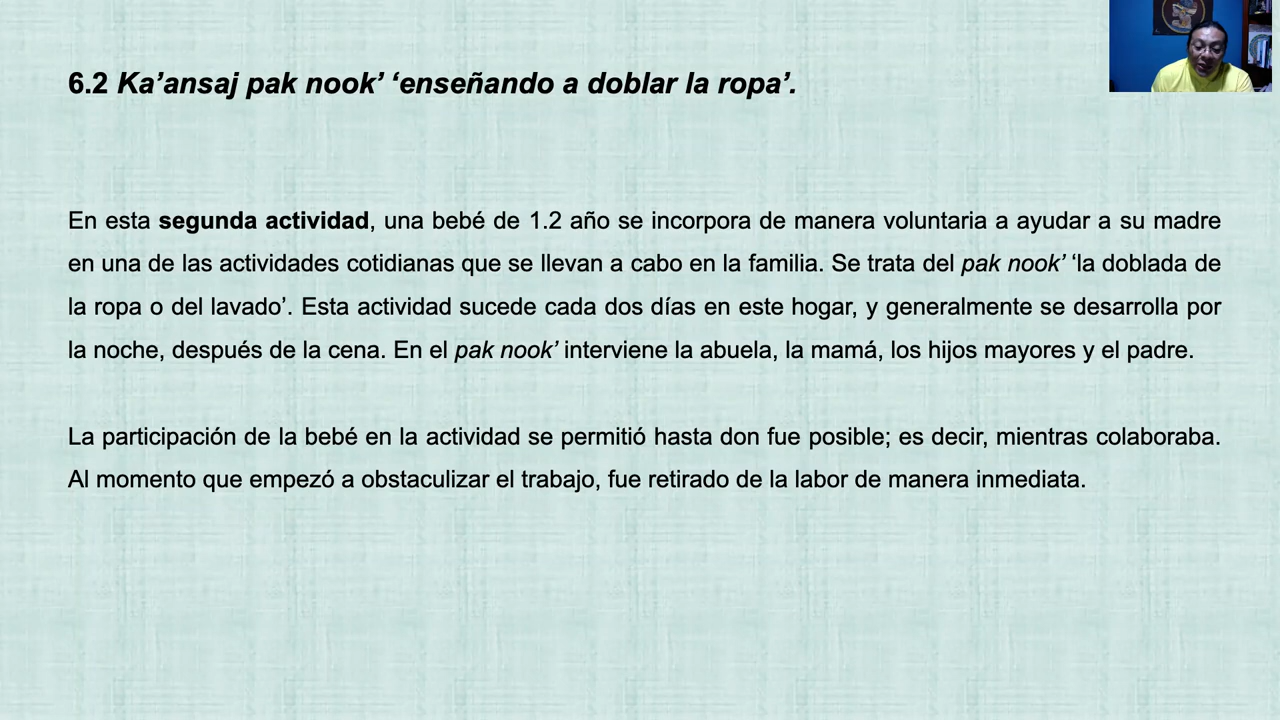 6.2 Ka’ansaj pak nook’ ‘enseñando a doblar la ropa’.
En esta segunda actividad, una bebé de 1.2 año se incorpora de manera voluntaria a ayudar a su madre
en una de las actividades cotidianas que se llevan a cabo en la familia. Se trata del pak nook’ ‘la doblada de
la ropa o del lavado’. Esta actividad sucede cada dos días en este hogar, y generalmente se desarrolla por
la noche, después de la cena. En el pak nook’ interviene la abuela, la mamá, los hijos mayores y el padre.
La participación de la bebé en la actividad se permitió hasta don fue posible; es decir, mientras colaboraba.
Al momento que empezó a obstaculizar el trabajo, fue retirado de la labor de manera inmediata.